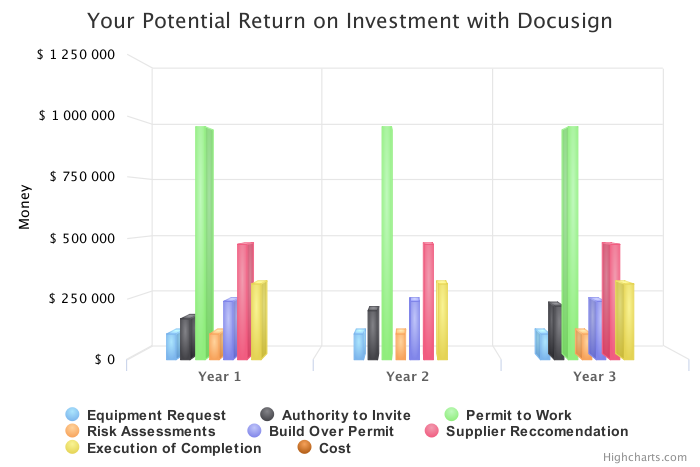 Your Potential Return on Investment with Docusign
$ 1 250 000
$ 1 000 000
$ 750 000
$ 500 000
$ 250 000
$ 0
Money
Year 1 Year 2 Year 3
Equipment Request Authority to Invite Permit to Work
Risk Assessments Build Over Permit Supplier Reccomendation
Execution of Completion Cost
Highcharts.com